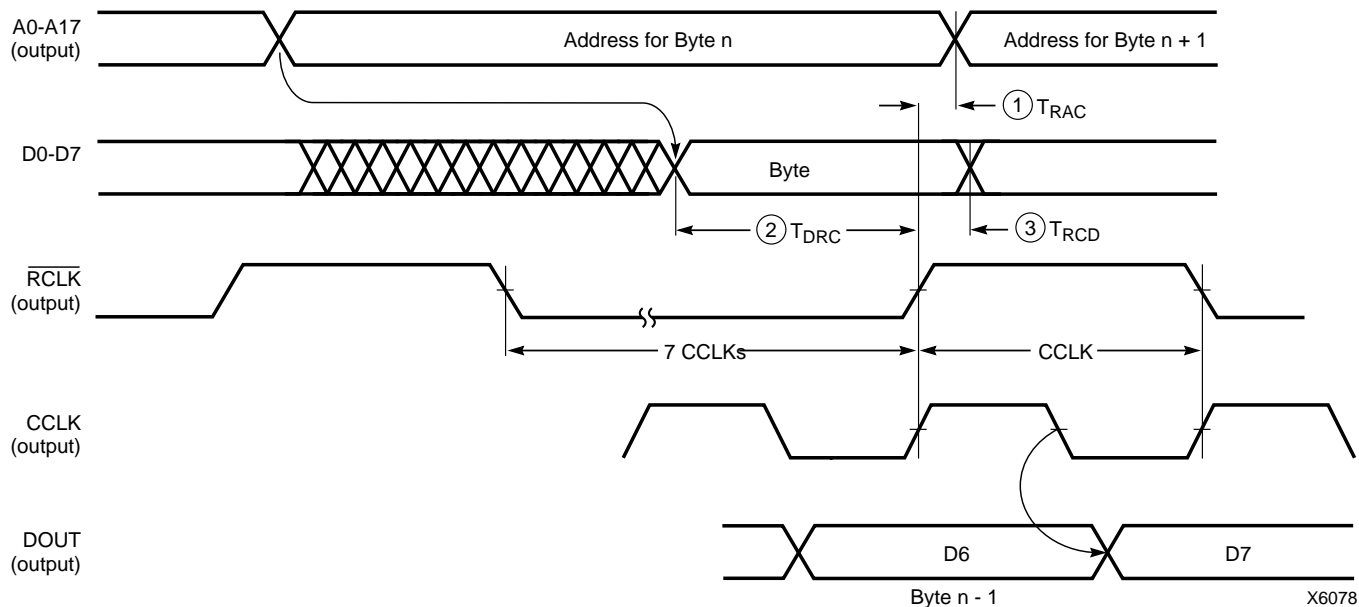 A0-A17
(output)
Address for Byte n
Address for Byte n + 1
1 TRAC
D0-D7
Byte
2 TDRC
3 TRCD
RCLK
(output)
7 CCLKs
CCLK
CCLK
(output)
DOUT
(output)
D6
D7
Byte n - 1
X6078